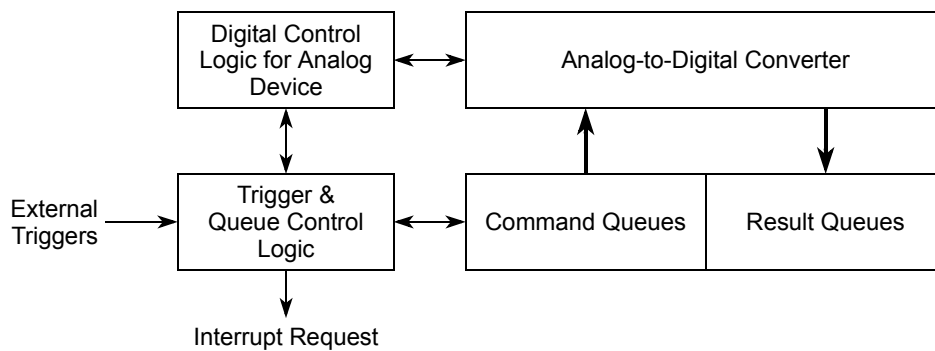 Digital Control
Logic for Analog
Device
Analog-to-Digital Converter
External
Triggers
Trigger &
Queue Control
Logic
Command Queues
Result Queues
Interrupt Request